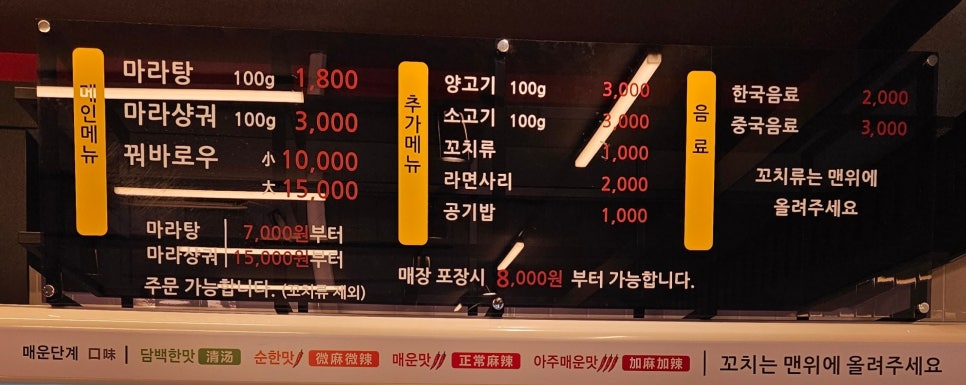 메인메뉴
마라탕 100g 1,800
마라샹궈 100g 3,000
꿔바로우 小 10,000
大 15,000
마라탕 7,000원부터
마라샹궈 15,000원부터
주문 가능합니다. (꼬치류 제외)
추가메뉴
양고기 100g 3,000
소고기 100g 3,000
꼬치류 1,000
라면사리 2,000
공기밥 1,000
매장 포장시 8,000원 부터 가능합니다.
음료
한국음료 2,000
중국음료 3,000
꼬치류는 맨위에
올려주세요
매운단계 口味 | 담백한맛 清汤 순한맛 微麻微辣 매운맛 正常麻辣 아주매운맛 加麻加辣 | 꼬치는 맨위에 올려주세요